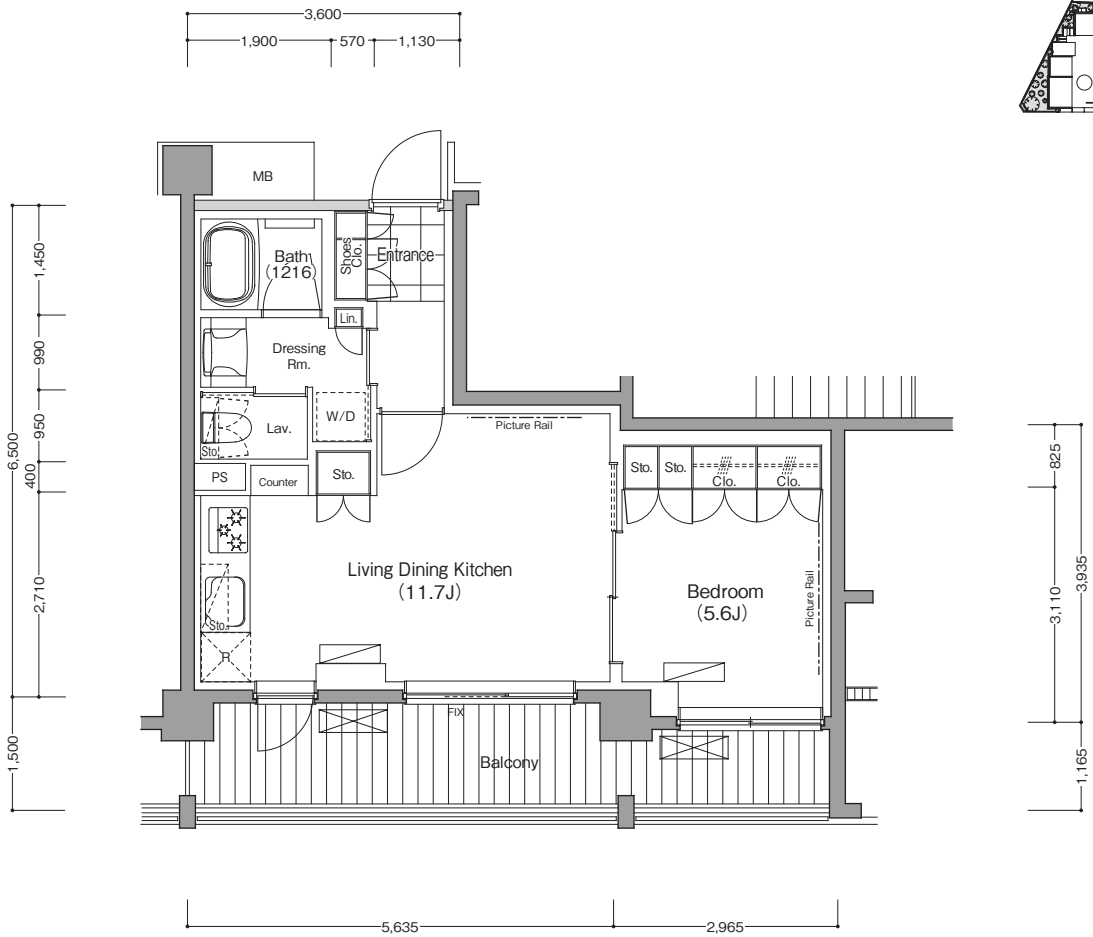 3,600
1,900 570 1,130
MB
1,450
990
950
400
2,710
6,500
1,500
Bath
(1216)
Shoes
Clo.
Entrance
Lin.
Dressing
Rm.
W/D
Lav.
Sto.
PS
Counter
Sto.
Picture Rail
Sto. Sto. Clo. Clo.
825
3,110
3,935
1,165
Living Dining Kitchen
(11.7J)
Bedroom
(5.6J)
Picture Rail
Sto.
R
FIX
Balcony
5,635 2,965